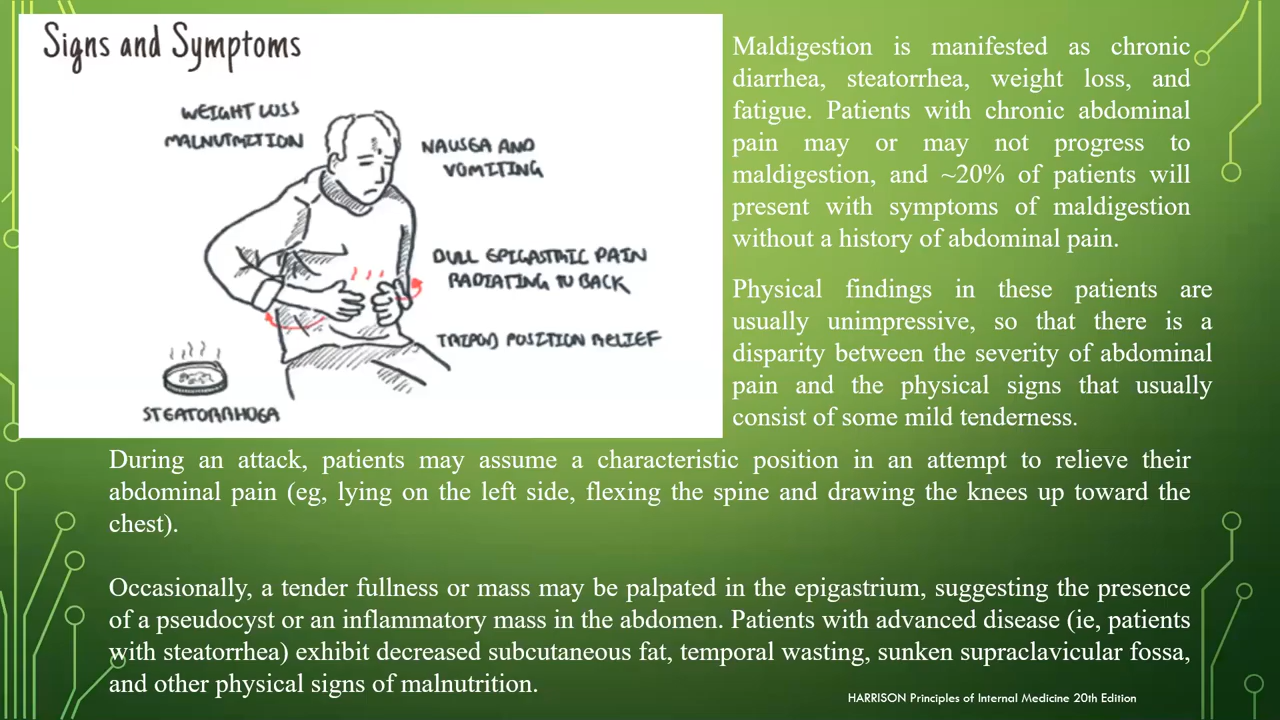 Signs and Symptoms
WEIGHT LOSS
MALNUTRITION
NAUSEA AND
VOMITING
DULL EPIGASTRIC PAIN
RADIATING TO BACK
TRIPOD POSITION RELIEF
STEATORRHOEA
Maldigestion is manifested as chronic
diarrhea, steatorrhea, weight loss, and
fatigue. Patients with chronic abdominal
pain may or may not progress to
maldigestion, and ~20% of patients will
present with symptoms of maldigestion
without a history of abdominal pain.
Physical findings in these patients are
usually unimpressive, so that there is a
disparity between the severity of abdominal
pain and the physical signs that usually
consist of some mild tenderness.
During an attack, patients may assume a characteristic position in an attempt to relieve their
abdominal pain (eg, lying on the left side, flexing the spine and drawing the knees up toward the
chest).
Occasionally, a tender fullness or mass may be palpated in the epigastrium, suggesting the presence
of a pseudocyst or an inflammatory mass in the abdomen. Patients with advanced disease (ie, patients
with steatorrhea) exhibit decreased subcutaneous fat, temporal wasting, sunken supraclavicular fossa,
and other physical signs of malnutrition.
HARRISON Principles of Internal Medicine 20th Edition